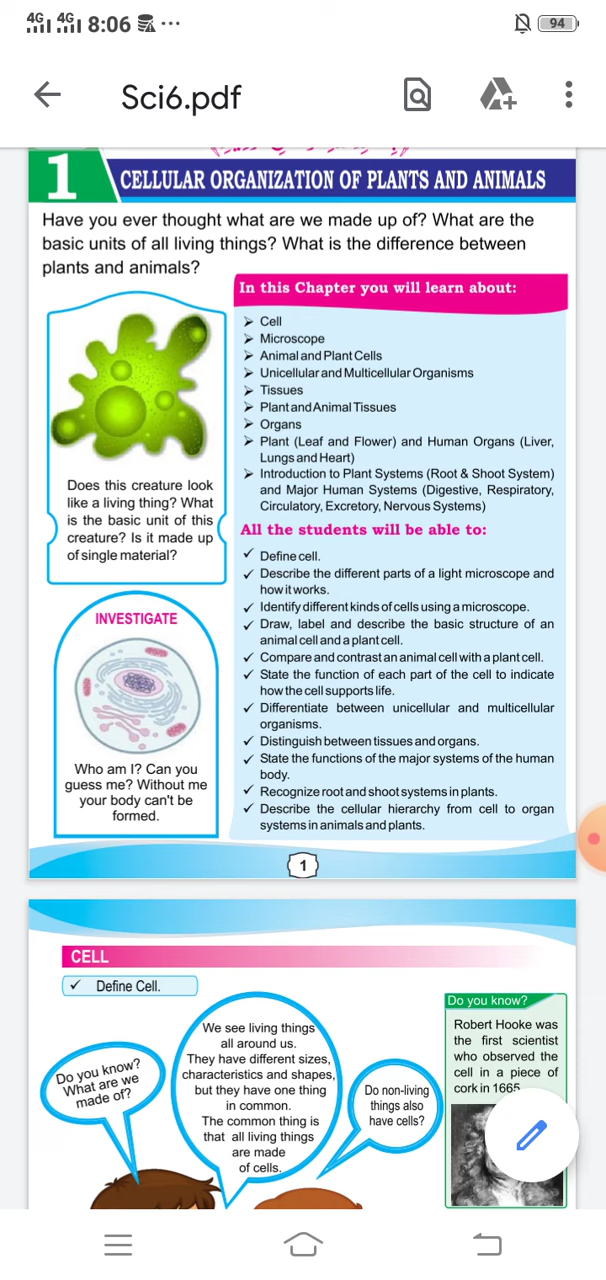 4G 4G 8:06 ...
94
Sci6.pdf
1
CELLULAR ORGANIZATION OF PLANTS AND ANIMALS
Have you ever thought what are we made up of? What are the
basic units of all living things? What is the difference between
plants and animals?
Does this creature look
like a living thing? What
is the basic unit of this
creature? Is it made up
of single material?
INVESTIGATE
Who am I? Can you
guess me? Without me
your body can't be
formed.
In this Chapter you will learn about:
➢ Cell
➢ Microscope
➢ Animal and Plant Cells
➢ Unicellular and Multicellular Organisms
➢ Tissues
➢ Plant and Animal Tissues
➢ Organs
➢ Plant (Leaf and Flower) and Human Organs (Liver,
Lungs and Heart)
➢ Introduction to Plant Systems (Root & Shoot System)
and Major Human Systems (Digestive, Respiratory,
Circulatory, Excretory, Nervous Systems)
All the students will be able to:
✓ Define cell.
✓ Describe the different parts of a light microscope and
how it works.
✓ Identify different kinds of cells using a microscope.
✓ Draw, label and describe the basic structure of an
animal cell and a plant cell.
✓ Compare and contrast an animal cell with a plant cell.
✓ State the function of each part of the cell to indicate
how the cell supports life.
✓ Differentiate between unicellular and multicellular
organisms.
✓ Distinguish between tissues and organs.
✓ State the functions of the major systems of the human
body.
✓ Recognize root and shoot systems in plants.
✓ Describe the cellular hierarchy from cell to organ
systems in animals and plants.
1
CELL
✓ Define Cell.
Do you know?
What are we
made of?
We see living things
all around us.
They have different sizes,
characteristics and shapes,
but they have one thing
in common.
The common thing is
that all living things
are made
of cells.
Do non-living
things also
have cells?
Do you know?
Robert Hooke was
the first scientist
who observed the
cell in a piece of
cork in 1665